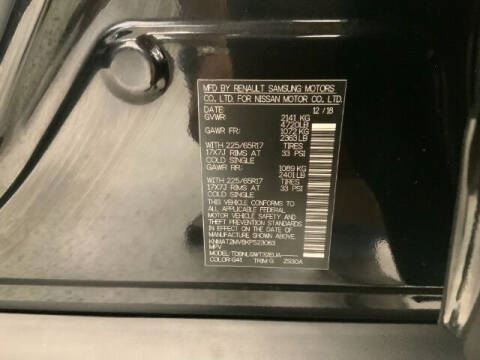 MFD BY RENAULT SAMSUNG MOTORS
CO. LTD. FOR NISSAN MOTOR CO. LTD.
DATE: 12/18
GVWR: 2141 KG
4720LB
GAWR FR: 1072 KG
2363 LB
WITH 225/65R17 TIRES
17X7J RIMS AT 33 PSI
COLD SINGLE
GAWR RR: 1089 KG
2401 LB
WITH 225/65R17 TIRES
17X7J RIMS AT 33 PSI
COLD SINGLE
THIS VEHICLE CONFORMS TO
ALL APPLICABLE FEDERAL
MOTOR VEHICLE SAFETY, BUMPER,
AND THEFT PREVENTION STANDARDS
IN EFFECT ON THE DATE OF
MANUFACTURE SHOWN ABOVE.
MPV
COLOR: G41 TRIM: G